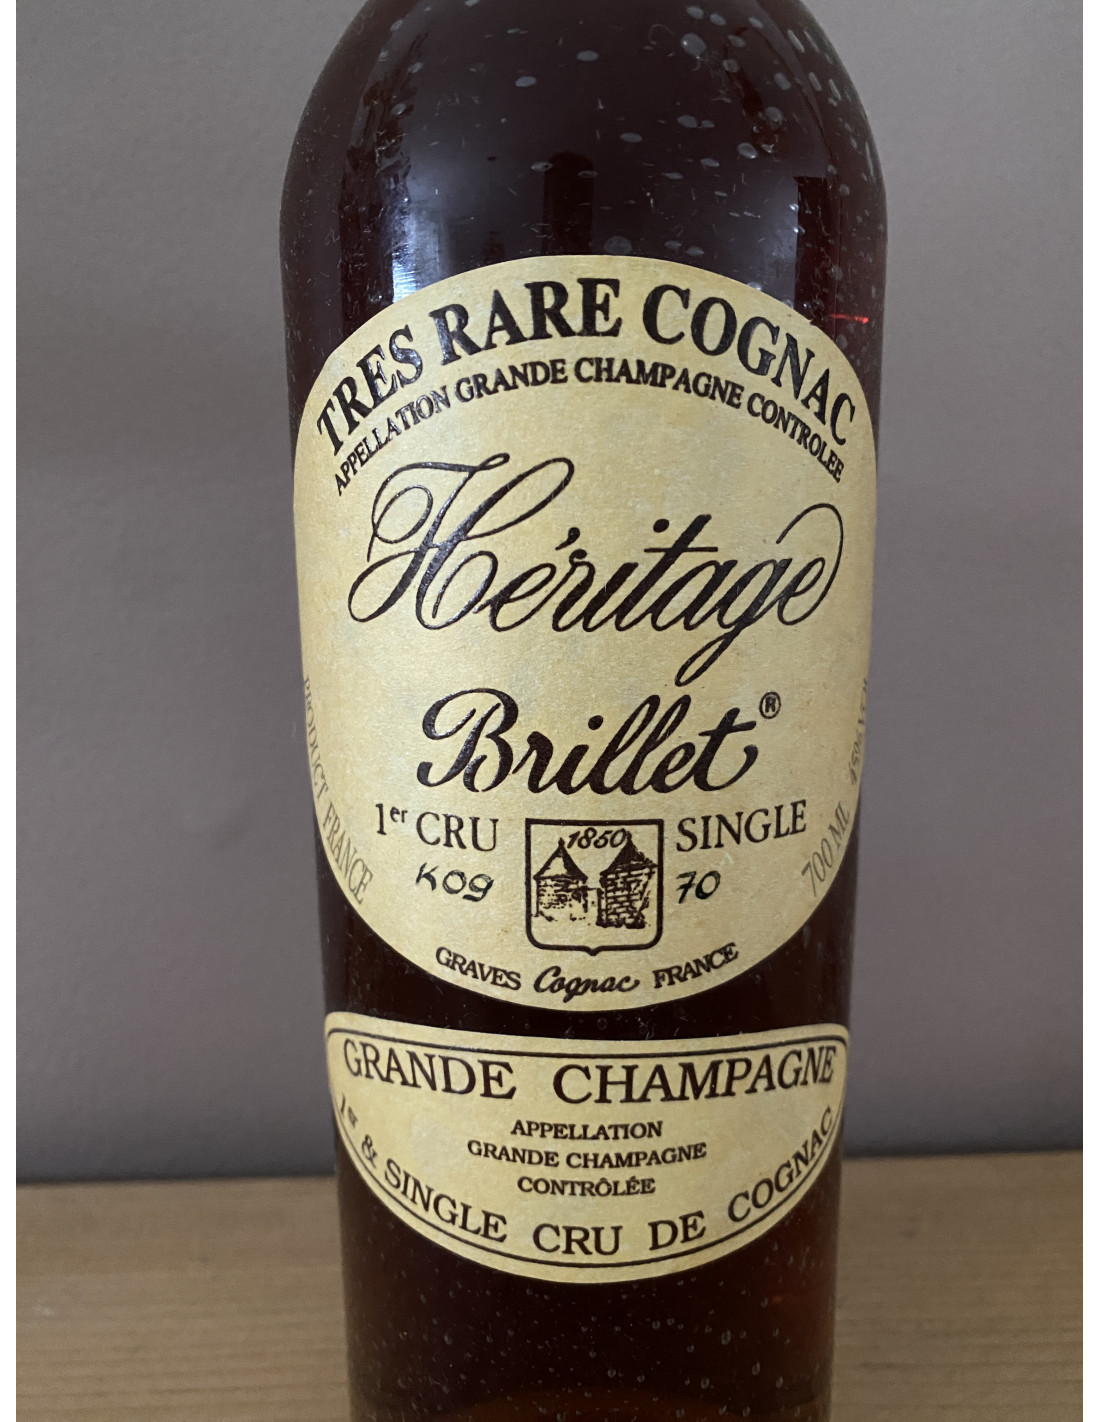 TRES RARE COGNAC
APPELLATION GRANDE CHAMPAGNE CONTROLEE
Héritage
Brillet®
1er CRU
SINGLE
1850
K09
70
PRODUCT FRANCE
700 ML
GRAVES Cognac FRANCE
GRANDE CHAMPAGNE
APPELLATION
GRANDE CHAMPAGNE
CONTRÔLÉE
1er & SINGLE CRU DE COGNAC